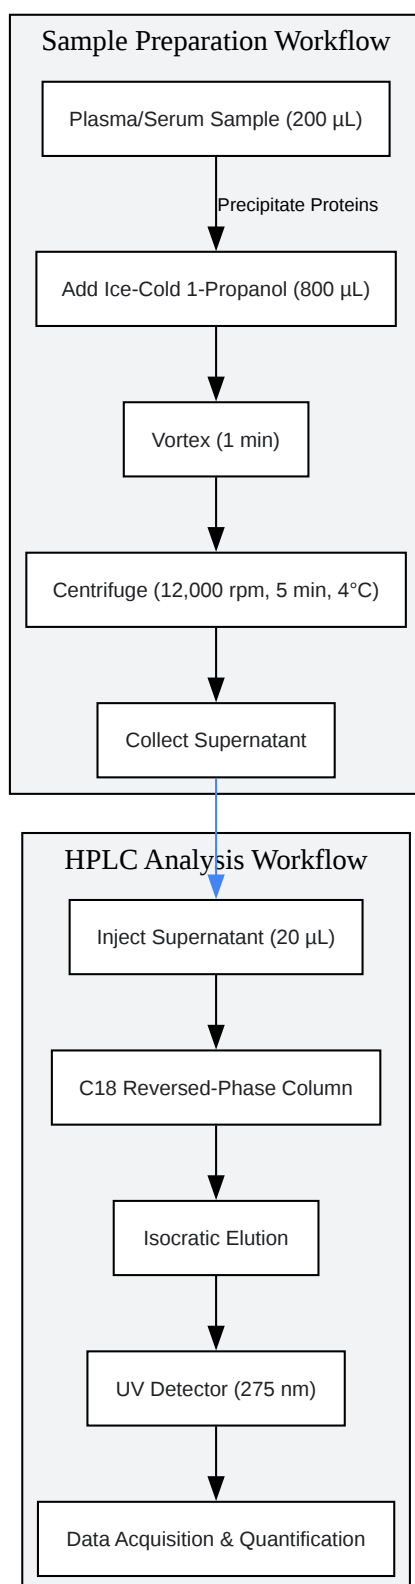 Sample Preparation Workflow
Plasma/Serum Sample (200 µL)
Precipitate Proteins
Add Ice-Cold 1-Propanol (800 µL)
Vortex (1 min)
Centrifuge (12,000 rpm, 5 min, 4°C)
Collect Supernatant
HPLC Analysis Workflow
Inject Supernatant (20 µL)
C18 Reversed-Phase Column
Isocratic Elution
UV Detector (275 nm)
Data Acquisition & Quantification